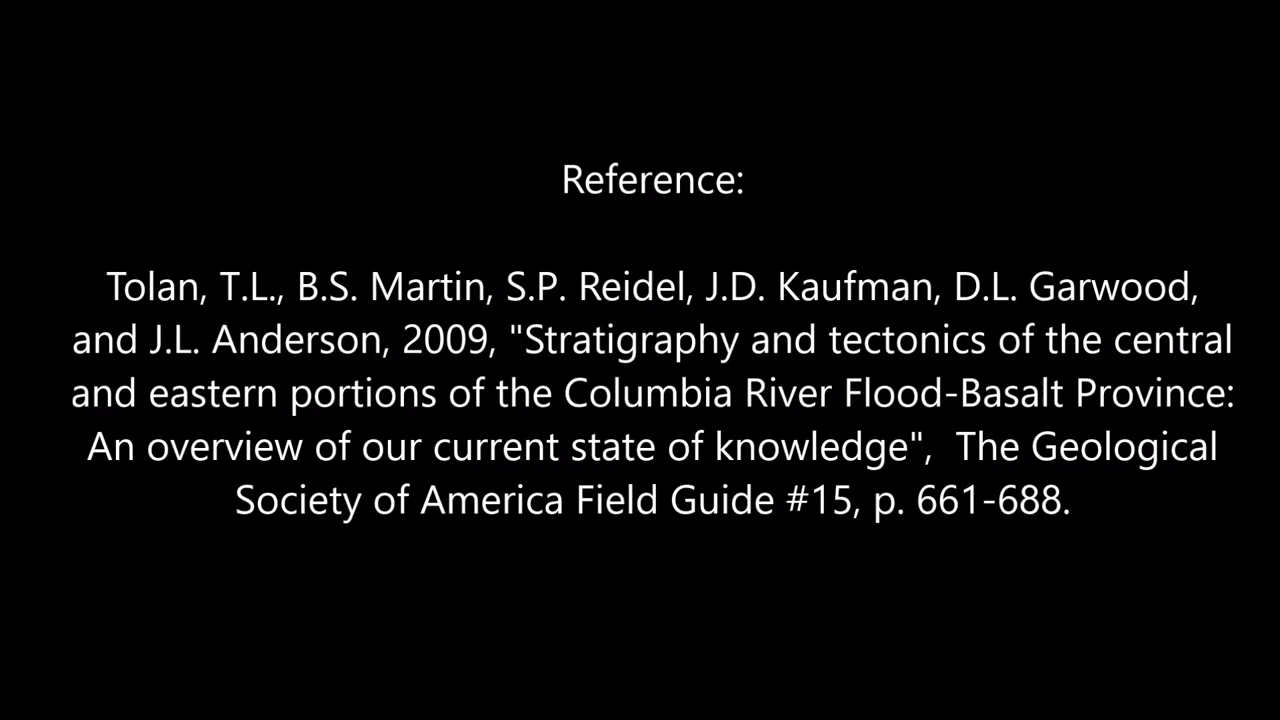 Reference:
Tolan, T.L., B.S. Martin, S.P. Reidel, J.D. Kaufman, D.L. Garwood,
and J.L. Anderson, 2009, "Stratigraphy and tectonics of the central
and eastern portions of the Columbia River Flood-Basalt Province:
An overview of our current state of knowledge",  The Geological
Society of America Field Guide #15, p. 661-688.